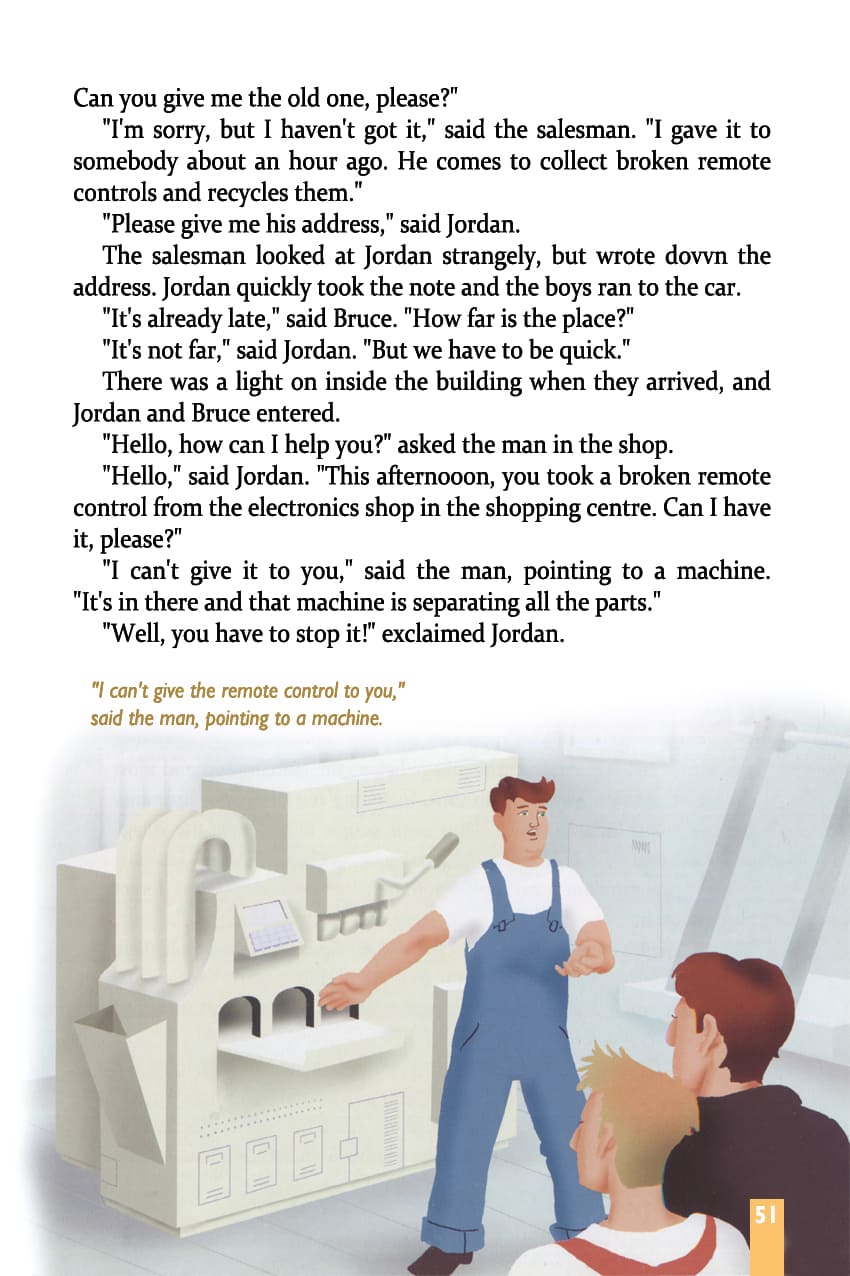 Can you give me the old one, please?"
"I'm sorry, but I haven't got it," said the salesman. "I gave it to
somebody about an hour ago. He comes to collect broken remote
controls and recycles them."
"Please give me his address," said Jordan.
The salesman looked at Jordan strangely, but wrote dovvn the
address. Jordan quickly took the note and the boys ran to the car.
"It's already late," said Bruce. "How far is the place?"
"It's not far," said Jordan. "But we have to be quick."
There was a light on inside the building when they arrived, and
Jordan and Bruce entered.
"Hello, how can I help you?" asked the man in the shop.
"Hello," said Jordan. "This afternooon, you took a broken remote
control from the electronics shop in the shopping centre. Can I have
it, please?"
"I can't give it to you," said the man, pointing to a machine.
"It's in there and that machine is separating all the parts."
"Well, you have to stop it!" exclaimed Jordan.
"I can't give the remote control to you,"
said the man, pointing to a machine.
51